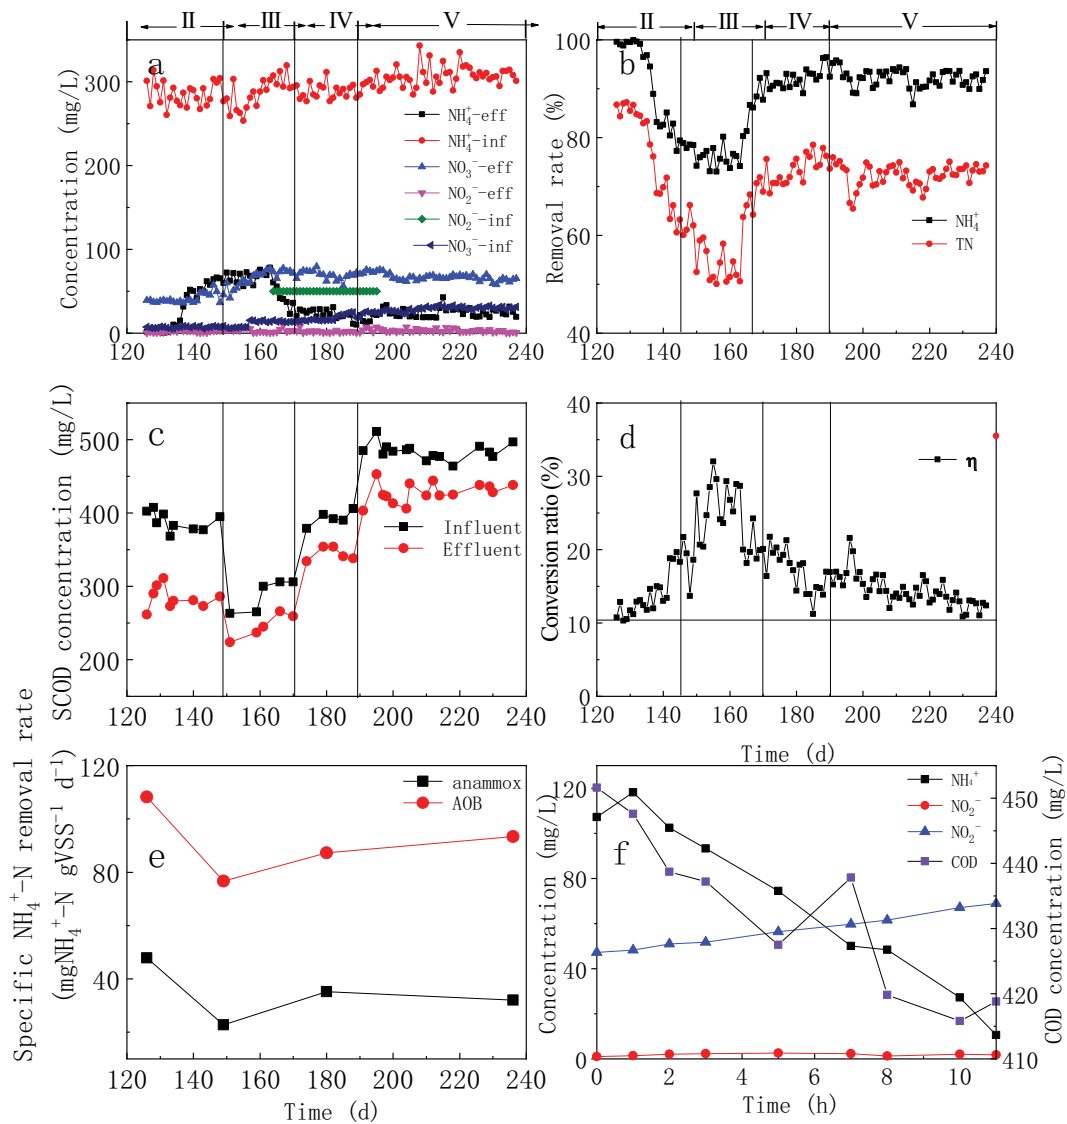 II III IV V
a
Concentration (mg/L)
300
200
100
0
NH₄⁺-eff
NH₄⁺-inf
NO₃⁻-eff
NO₂⁻-eff
NO₂⁻-inf
NO₃⁻-inf
120 140 160 180 200 220 240
II III IV V
b
Removal rate (%)
100
80
60
40
NH₄⁺
TN
120 140 160 180 200 220 240
c
SCOD concentration (mg/L)
500
400
300
200
Influent
Effluent
120 140 160 180 200 220 240
d
Conversion ratio (%)
40
30
20
10
0
η
120 140 160 180 200 220 240
Time (d)
e
Specific NH₄⁺-N removal rate
(mgNH₄⁺-N gVSS⁻¹ d⁻¹)
120
80
40
anammox
AOB
120 140 160 180 200 220 240
Time (d)
f
Concentration (mg/L)
120
80
40
0
NH₄⁺
NO₂⁻
NO₂⁻
COD
450
440
430
420
410
COD concentration (mg/L)
0 2 4 6 8 10
Time (h)